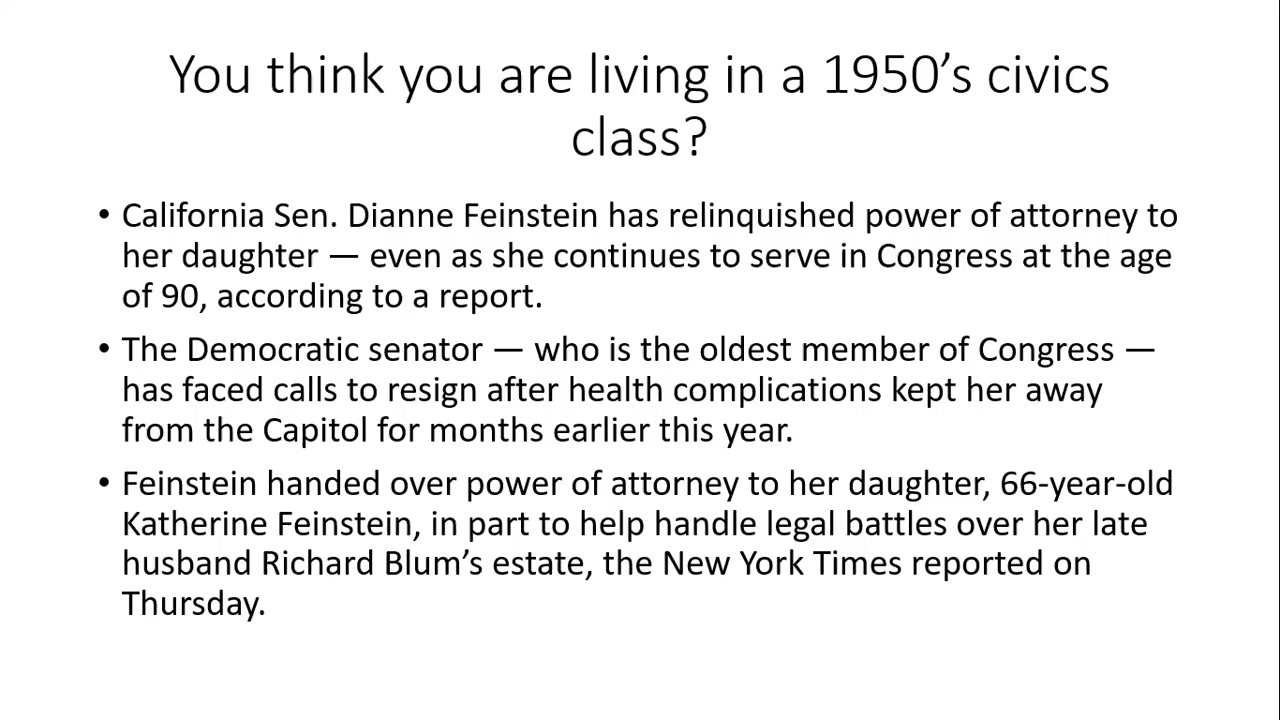 You think you are living in a 1950’s civics
class?
• California Sen. Dianne Feinstein has relinquished power of attorney to
her daughter — even as she continues to serve in Congress at the age
of 90, according to a report.
• The Democratic senator — who is the oldest member of Congress —
has faced calls to resign after health complications kept her away
from the Capitol for months earlier this year.
• Feinstein handed over power of attorney to her daughter, 66-year-old
Katherine Feinstein, in part to help handle legal battles over her late
husband Richard Blum’s estate, the New York Times reported on
Thursday.